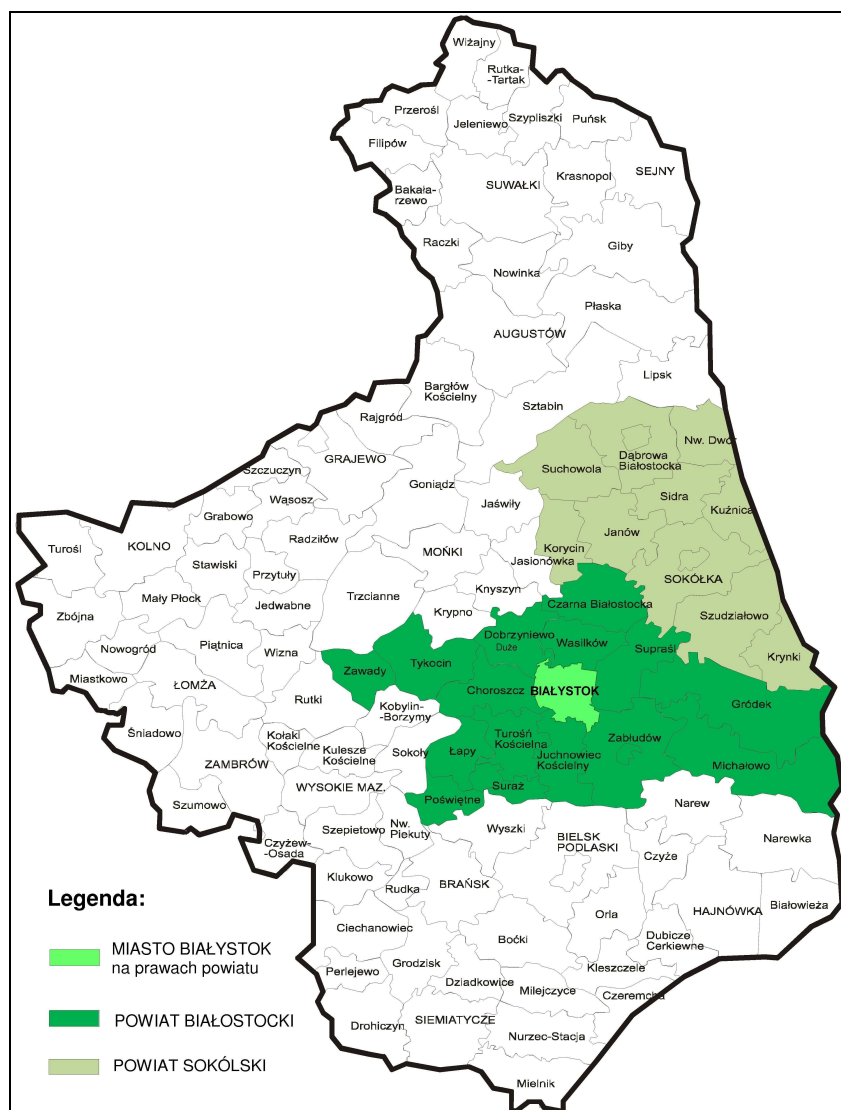 Wiżajny
Rutka-
-Tartak
Przerośl
Jeleniewo
Szypliszki
Puńsk
Filipów
SUWAŁKI
Krasnopol
SEJNY
Bakała-
rzewo
Raczki
Giby
Nowinka
Płaska
AUGUSTÓW
Lipsk
Bargłów
Kościelny
Sztabin
Rajgród
Nw. Dwór
GRAJEWO
Dąbrowa
Białostocka
Szczuczyn
Suchowola
Goniądz
Wąsosz
Jaświły
Sidra
Kuźnica
Grabowo
Radziłów
Janów
Turośl
KOLNO
MOŃKI
Korycin
Stawiski
Jasionówka
Przytuły
SOKÓŁKA
Knyszyn
Mały Płock
Jedwabne
Trzcianne
Czarna Białostocka
Zbójna
Krypno
Szudziałowo
Nowogród
Piątnica
Dobrzyniewo
Duże
Wasilków
Wizna
Supraśl
Tykocin
Krynki
Miastkowo
Zawady
ŁOMŻA
Choroszcz
BIAŁYSTOK
Rutki
Gródek
Kobylin-
-Borzymy
Śniadowo
Kołaki
Kościelne
Turośń
Kościelna
Zabłudów
Kulesze
Kościelne
Sokoły
Łapy
Juchnowiec
Kościelny
ZAMBRÓW
Michałowo
WYSOKIE MAZ.
Suraż
Szumowo
Poświętne
Narew
Nw.
Piekuty
Szepietowo
Wyszki
BIELSK
PODLASKI
Narewka
Czyżew-
-Osada
Czyże
Klukowo
Rudka
BRAŃSK
Legenda:
Białowieża
HAJNÓWKA
Orla
Ciechanowiec
Boćki
Dubicze
Cerkiewne
MIASTO BIAŁYSTOK
na prawach powiatu
Grodzisk
Kleszczele
Perlejewo
Dziadkowice
Milejczyce
Czeremcha
POWIAT BIAŁOSTOCKI
Drohiczyn
SIEMIATYCZE
Nurzec-Stacja
POWIAT SOKÓLSKI
Mielnik